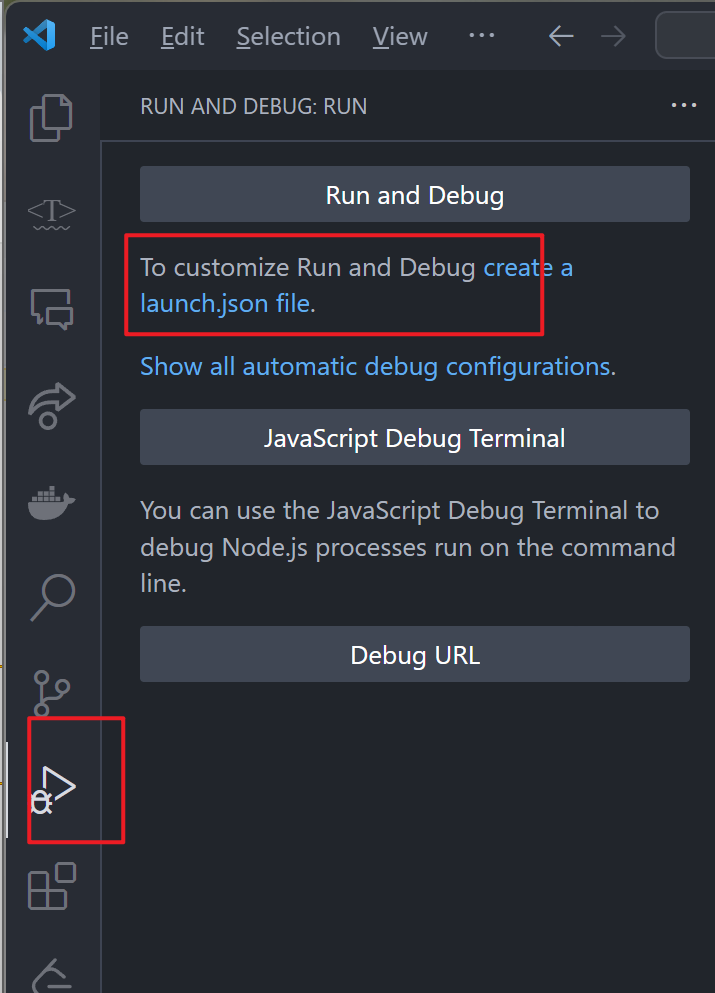 File Edit Selection View ···
RUN AND DEBUG: RUN ···
<T>
Run and Debug
To customize Run and Debug create a
launch.json file.
Show all automatic debug configurations.
JavaScript Debug Terminal
You can use the JavaScript Debug Terminal to
debug Node.js processes run on the command
line.
Debug URL